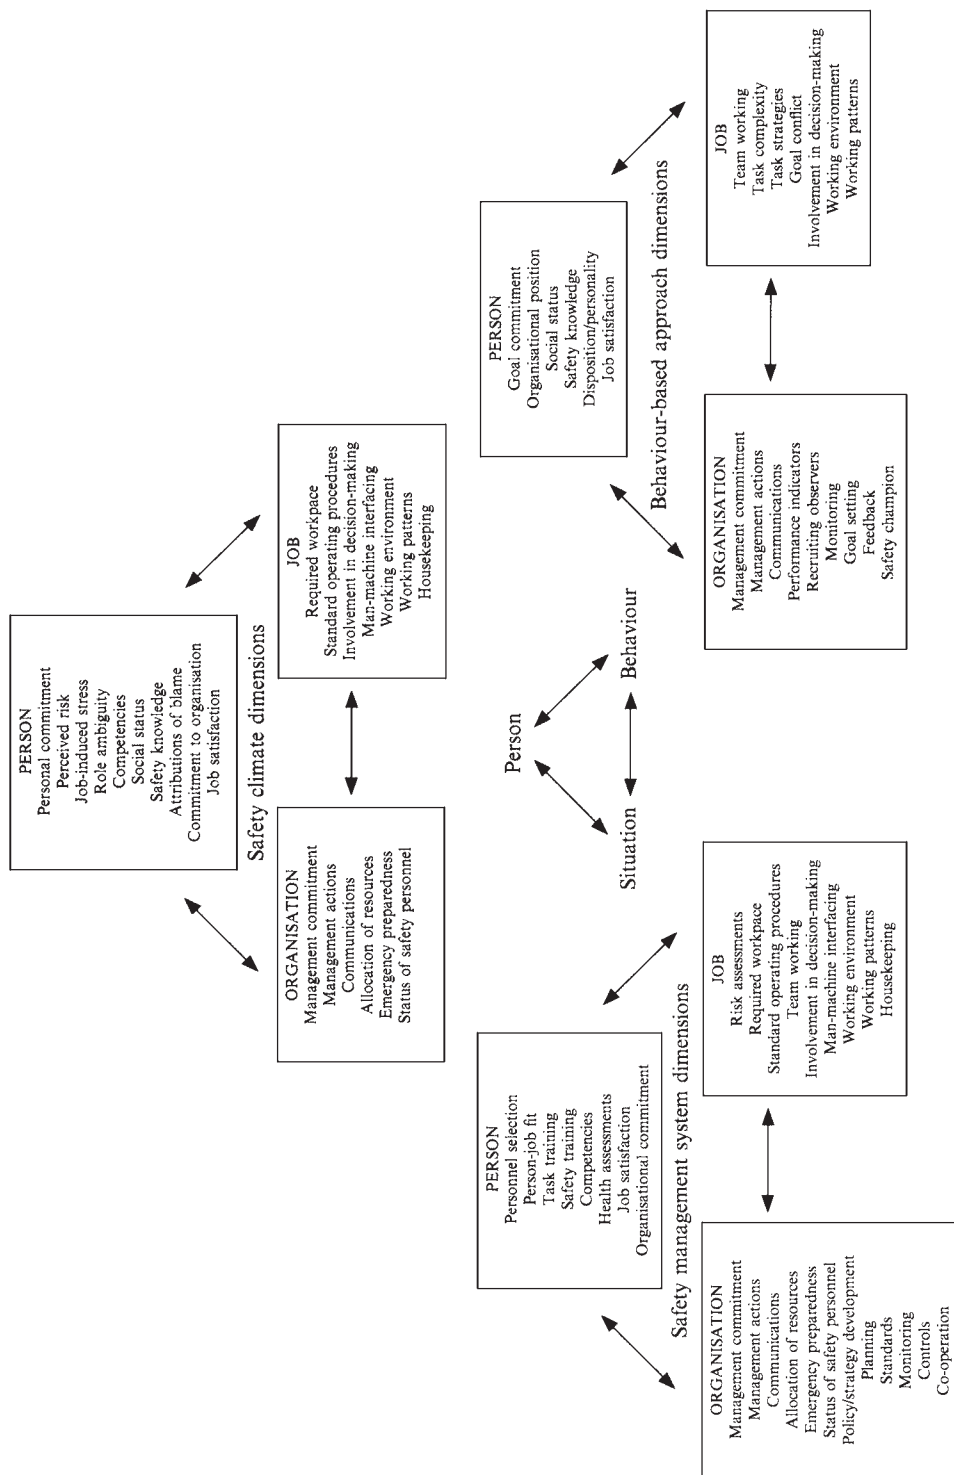 PERSON
Personal commitment
Perceived risk
Job-induced stress
Role ambiguity
Competencies
Social status
Safety knowledge
Attributions of blame
Commitment to organisation
Job satisfaction
Safety climate dimensions
ORGANISATION
Management commitment
Management actions
Communications
Allocation of resources
Emergency preparedness
Status of safety personnel
JOB
Required workspace
Standard operating procedures
Involvement in decision-making
Man-machine interfacing
Working environment
Working patterns
Housekeeping
Person
Situation
Behaviour
PERSON
Personnel selection
Person-job fit
Task training
Safety training
Competencies
Health assessments
Job satisfaction
Organisational commitment
Safety management system dimensions
ORGANISATION
Management commitment
Management actions
Communications
Allocation of resources
Emergency preparedness
Status of safety personnel
Policy/strategy development
Planning
Standards
Monitoring
Controls
Co-operation
JOB
Risk assessments
Required workspace
Standard operating procedures
Team working
Involvement in decision-making
Man-machine interfacing
Working environment
Working patterns
Housekeeping
PERSON
Goal commitment
Organisational position
Social status
Safety knowledge
Disposition/personality
Job satisfaction
Behaviour-based approach dimensions
ORGANISATION
Management commitment
Management actions
Communications
Performance indicators
Recruiting observers
Monitoring
Goal setting
Feedback
Safety champion
JOB
Team working
Task complexity
Task strategies
Goal conflict
Involvement in decision-making
Working environment
Working patterns